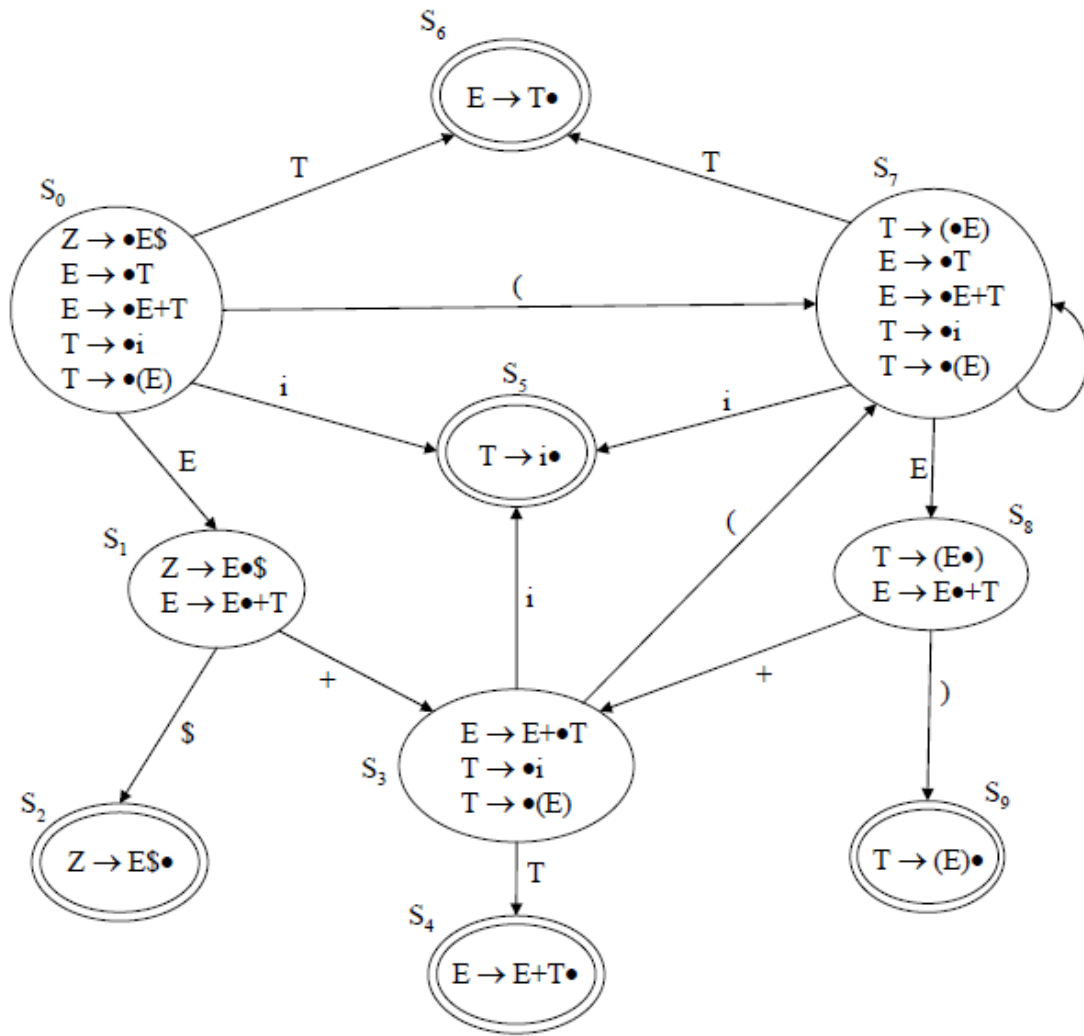 S6
E → T•
T
T
S0
Z → •E$
E → •T
E → •E+T
T → •i
T → •(E)
(
S7
T → (•E)
E → •T
E → •E+T
T → •i
T → •(E)
i
S5
T → i•
i
E
E
S1
Z → E•$
E → E•+T
(
S8
T → (E•)
E → E•+T
i
+
+
$
)
S3
E → E+•T
T → •i
T → •(E)
S2
Z → E$•
S9
T → (E)•
T
S4
E → E+T•